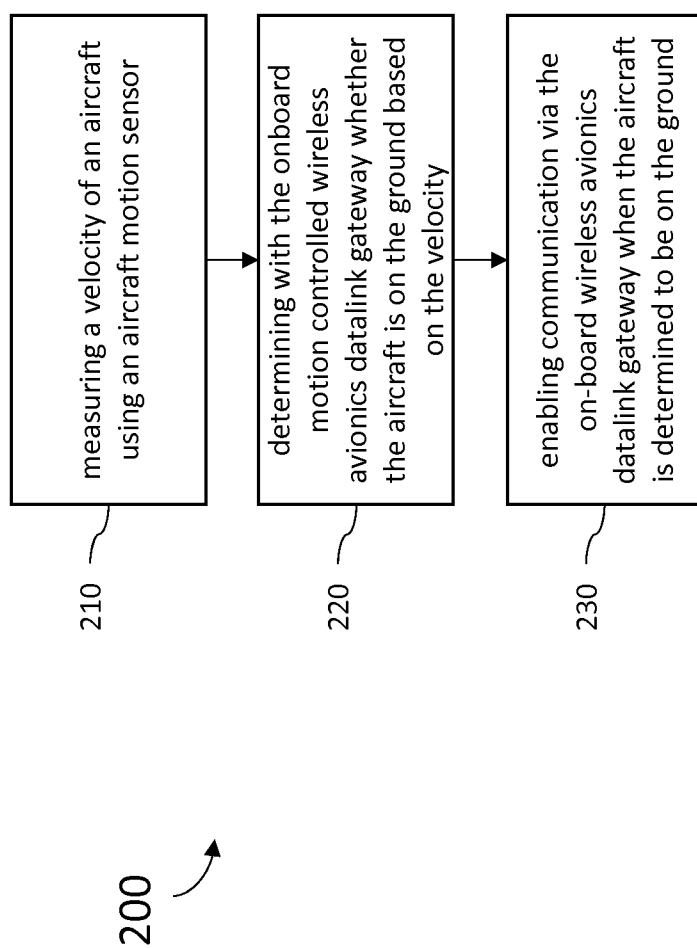 200
210
measuring a velocity of an aircraft
using an aircraft motion sensor
220
determining with the onboard
motion controlled wireless
avionics datalink gateway whether
the aircraft is on the ground based
on the velocity
230
enabling communication via the
on-board wireless avionics
datalink gateway when the aircraft
is determined to be on the ground